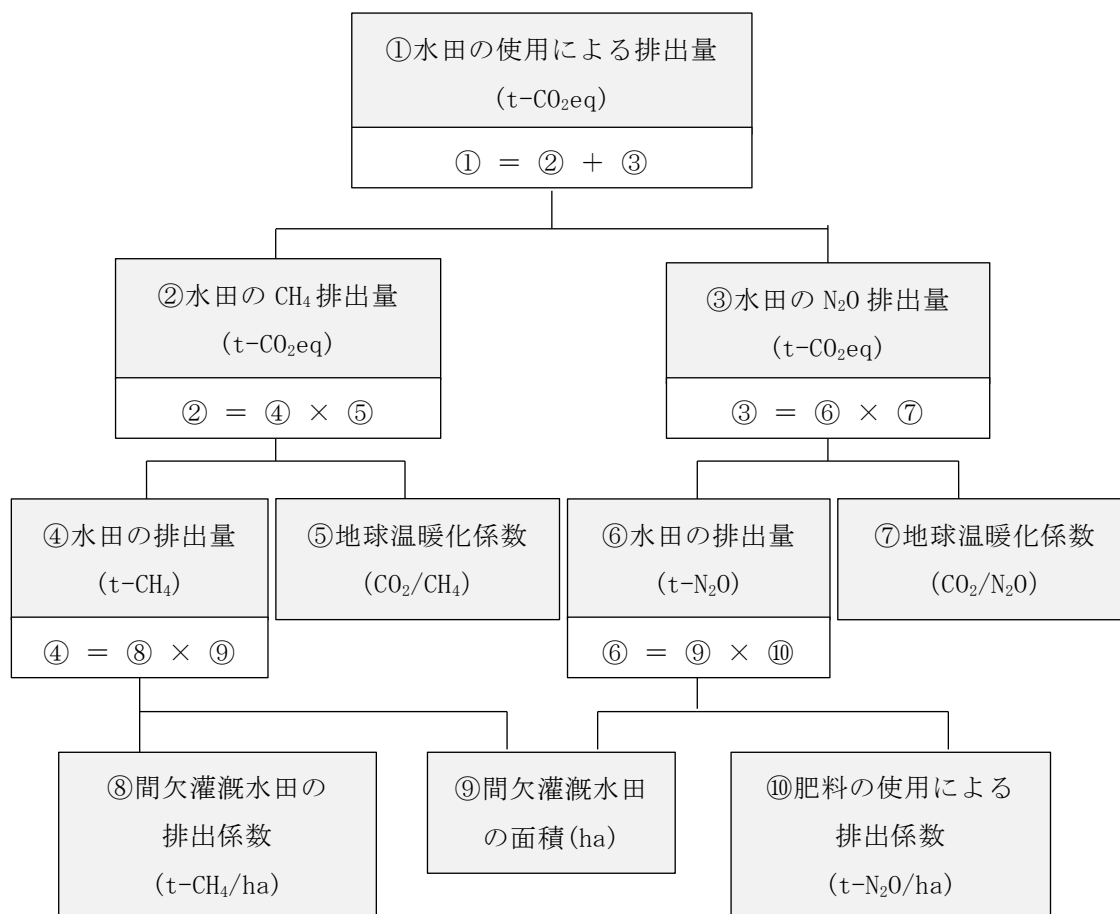 ①水田の使用による排出量
(t-CO₂eq)
① = ② + ③
②水田の CH₄排出量
(t-CO₂eq)
② = ④ × ⑤
③水田の N₂O 排出量
(t-CO₂eq)
③ = ⑥ × ⑦
④水田の排出量
(t-CH₄)
④ = ⑧ × ⑨
⑤地球温暖化係数
(CO₂/CH₄)
⑥水田の排出量
(t-N₂O)
⑥ = ⑨ × ⑩
⑦地球温暖化係数
(CO₂/N₂O)
⑧間欠灌漑水田の
排出係数
(t-CH₄/ha)
⑨間欠灌漑水田
の面積(ha)
⑩肥料の使用による
排出係数
(t-N₂O/ha)